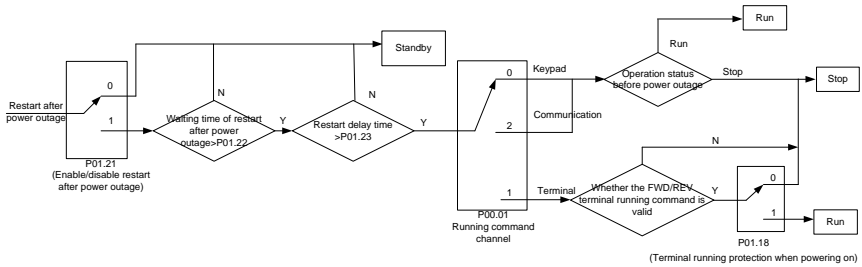 Run
Run
Standby
0
Keypad
Operation status
before power outage
Stop
Stop
0
N
N
Restart after
power outage
Communication
1
Waiting time of restart
after power
outage>P01.22
Y
Restart delay time
>P01.23
Y
2
N
P01.21
(Enable/disable restart
after power outage)
1
Terminal
Whether the FWD/REV
terminal running command is
valid
Y
0
1
Run
P00.01
Running command
channel
P01.18
(Terminal running protection when powering on)